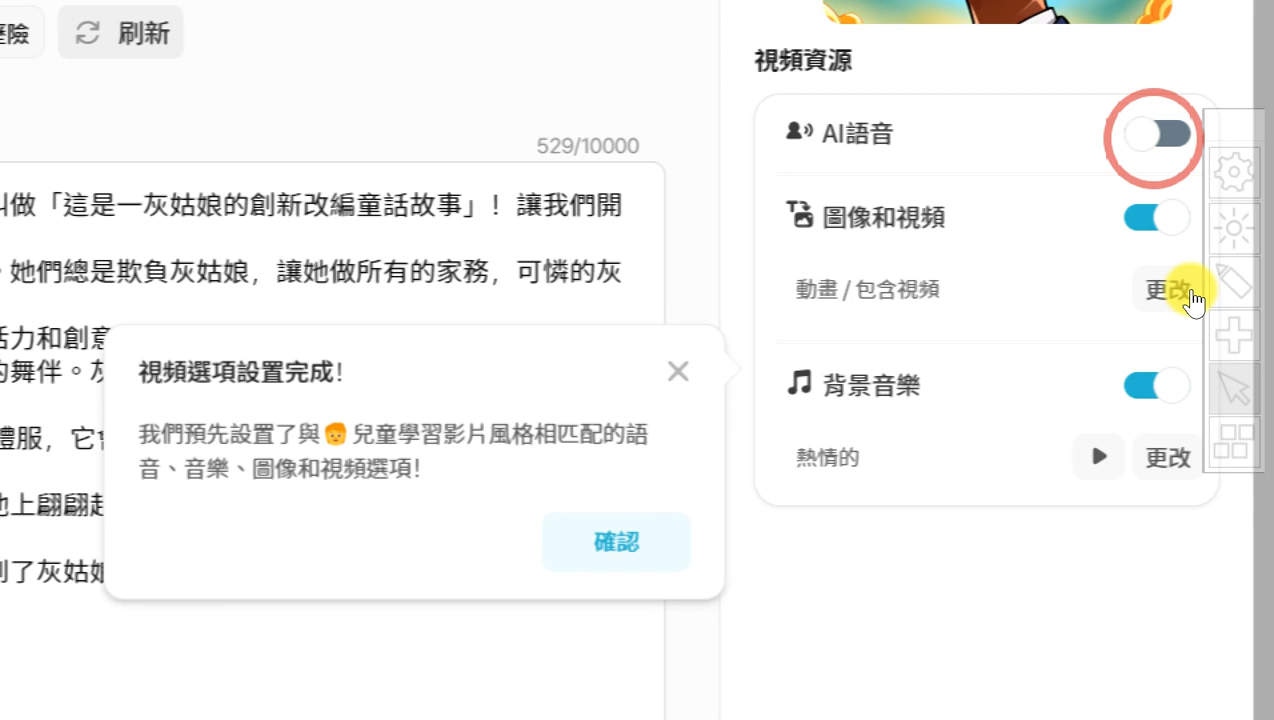 刷新
529/10000
叫做「這是一灰姑娘的創新改編童話故事」！讓我們開
她們總是欺負灰姑娘，讓她做所有的家務，可憐的灰
活力和創意
的舞伴。灰
禮服，它
地上翩翩起
到了灰姑娘
視頻選項設置完成！
我們預先設置了與 兒童學習影片風格相匹配的語
音、音樂、圖像和視頻選項！
確認
視頻資源
AI語音
圖像和視頻
動畫 / 包含視頻
更改
背景音樂
熱情的
更改